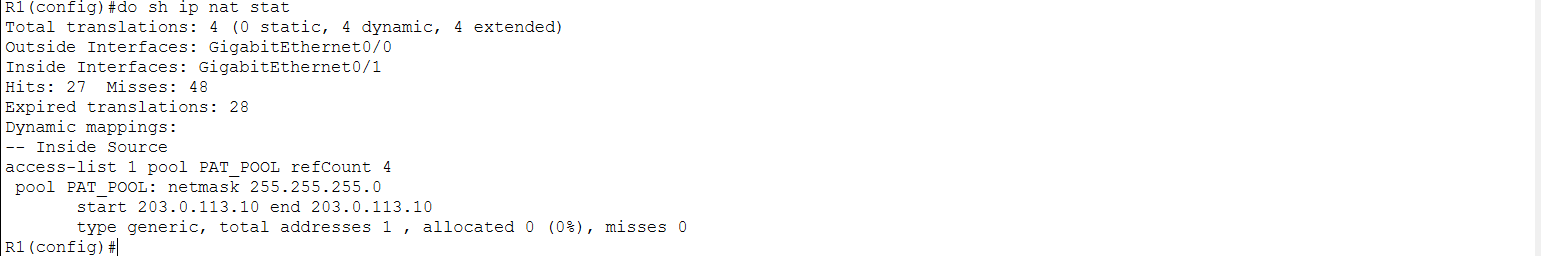 R1(config)#do sh ip nat stat
Total translations: 4 (0 static, 4 dynamic, 4 extended)
Outside Interfaces: GigabitEthernet0/0
Inside Interfaces: GigabitEthernet0/1
Hits: 27  Misses: 48
Expired translations: 28
Dynamic mappings:
-- Inside Source
access-list 1 pool PAT_POOL refCount 4
 pool PAT_POOL: netmask 255.255.255.0
       start 203.0.113.10 end 203.0.113.10
       type generic, total addresses 1 , allocated 0 (0%), misses 0
R1(config)#